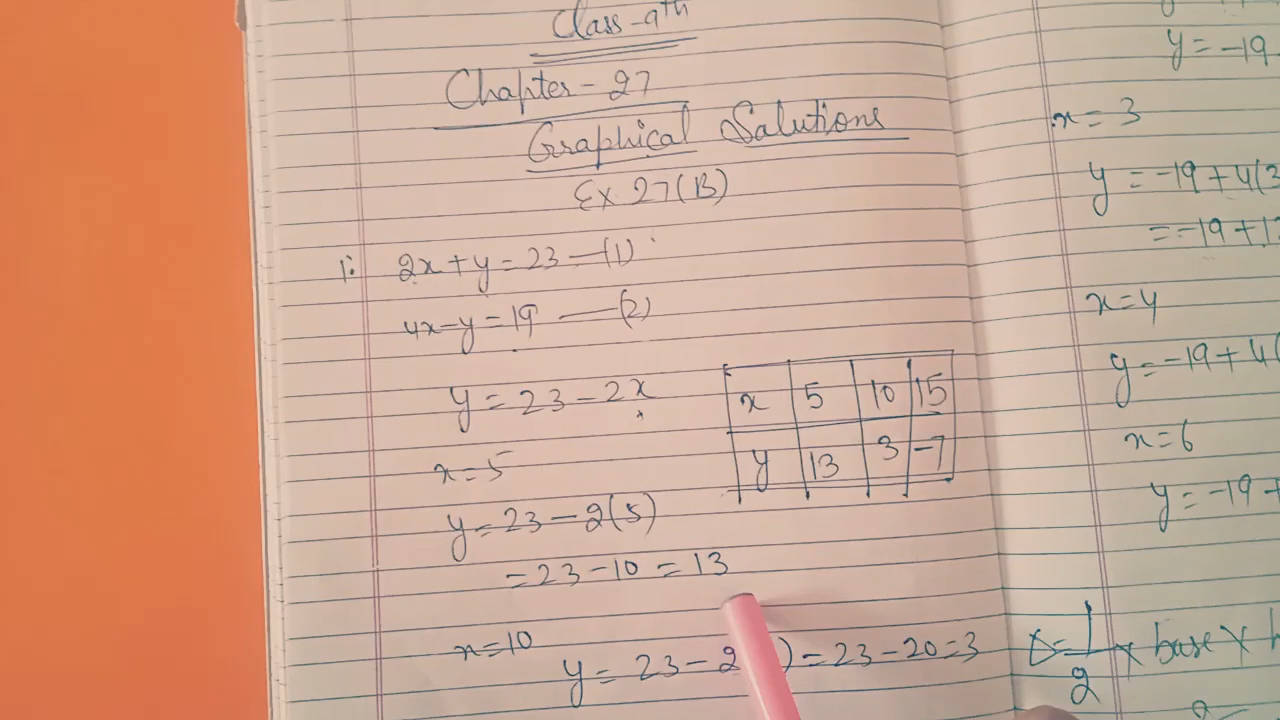 Class-9th
Chapter-27
Graphical Solutions
Ex 27(B)
1: 2x+y=23 —(1)
4x-y=19 —(2)
y=23-2x
x 5 10 15
y 13 3 -7
x=5
y=23-2(5)
=23-10=13
x=10
y=23-2 )=23-20=3
y=-19
x=3
y=-19+4(3
=-19+1
x=4
y=-19+4(
x=6
y=-19+
=1/2 × base ×